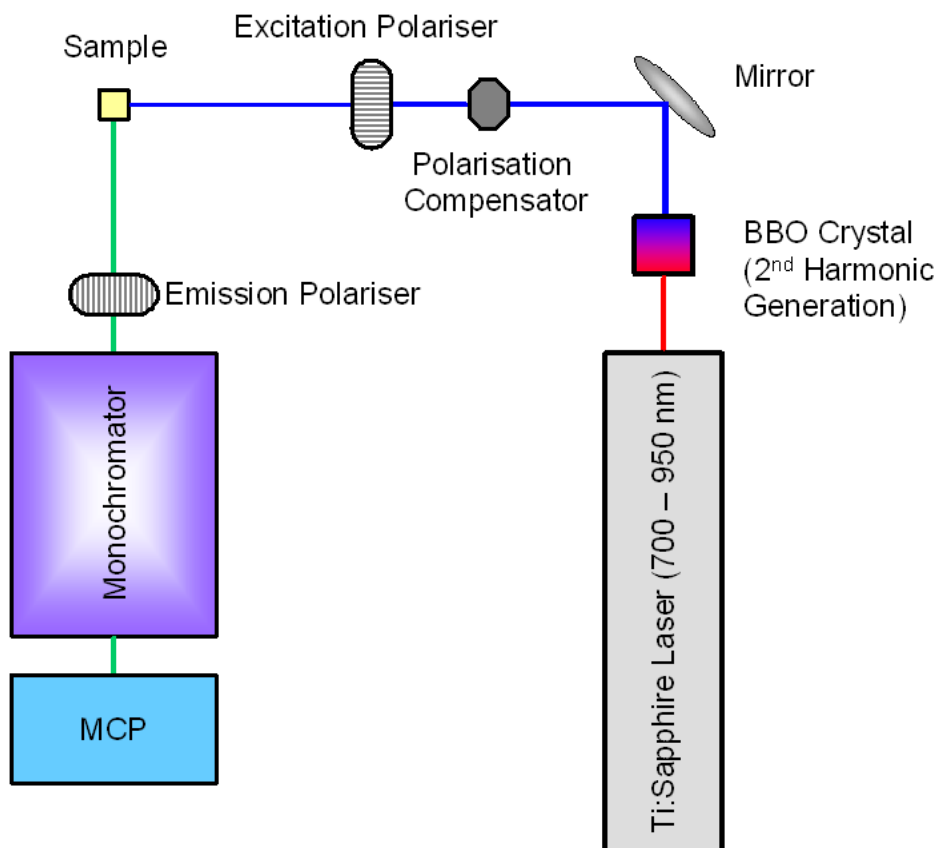 Excitation Polariser
Sample
Mirror
Polarisation
Compensator
BBO Crystal
(2nd Harmonic
Generation)
Emission Polariser
Monochromator
Ti:Sapphire Laser (700 – 950 nm)
MCP